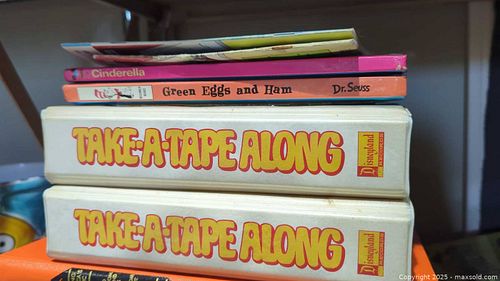 Cinderella
Green Eggs and Ham Dr. Seuss
TAKE-A-TAPE ALONG Disneyland
TAKE-A-TAPE ALONG Disneyland
Copyright © 2025 - maxsold.com